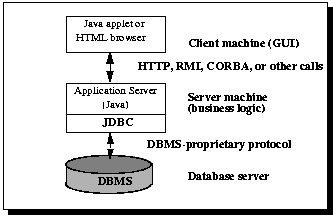 Java applet or
HTML browser
Client machine (GUI)
HTTP, RMI, CORBA, or other calls
Application Server
(Java)
JDBC
Server machine
(business logic)
DBMS-proprietary protocol
DBMS
Database server